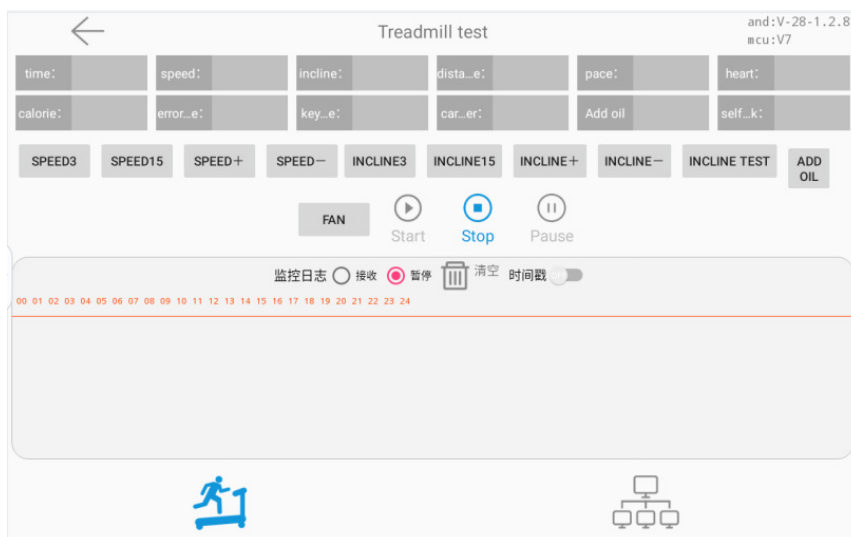 Treadmill test
and:V-28-1.2.8
mcu:V7
time: speed: incline: dista...e: pace: heart:
calorie: error...e: key...e: car...er: Add oil self...k:
SPEED3 SPEED15 SPEED+ SPEED− INCLINE3 INCLINE15 INCLINE+ INCLINE− INCLINE TEST ADD OIL
FAN Start Stop Pause
监控日志 接收 暂停 清空 时间戳
00 01 02 03 04 05 06 07 08 09 10 11 12 13 14 15 16 17 18 19 20 21 22 23 24